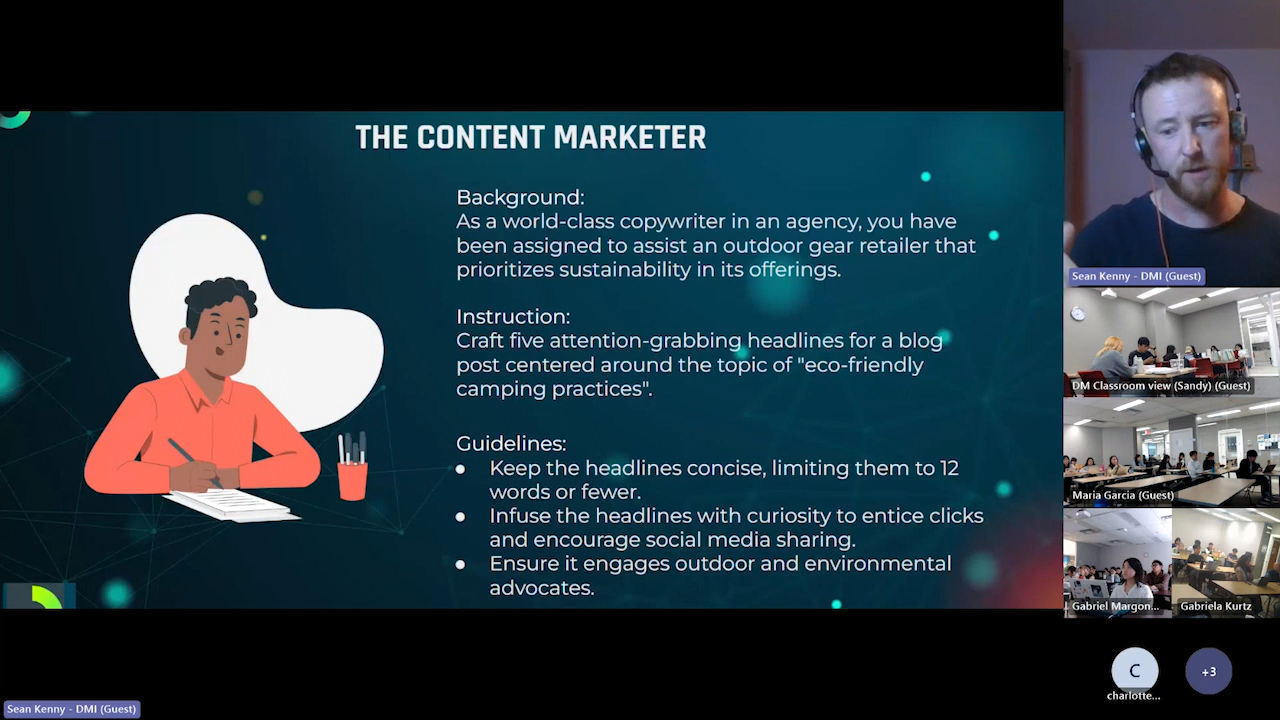 THE CONTENT MARKETER
Background:
As a world-class copywriter in an agency, you have
been assigned to assist an outdoor gear retailer that
prioritizes sustainability in its offerings.
Instruction:
Craft five attention-grabbing headlines for a blog
post centered around the topic of "eco-friendly
camping practices".
Guidelines:
● Keep the headlines concise, limiting them to 12
words or fewer.
● Infuse the headlines with curiosity to entice clicks
and encourage social media sharing.
● Ensure it engages outdoor and environmental
advocates.
Sean Kenny - DMI (Guest)
DM Classroom view (Sandy) (Guest)
Maria Garcia (Guest)
Gabriel Margon...
Gabriela Kurtz
C
charlotte...
+3
Sean Kenny - DMI (Guest)